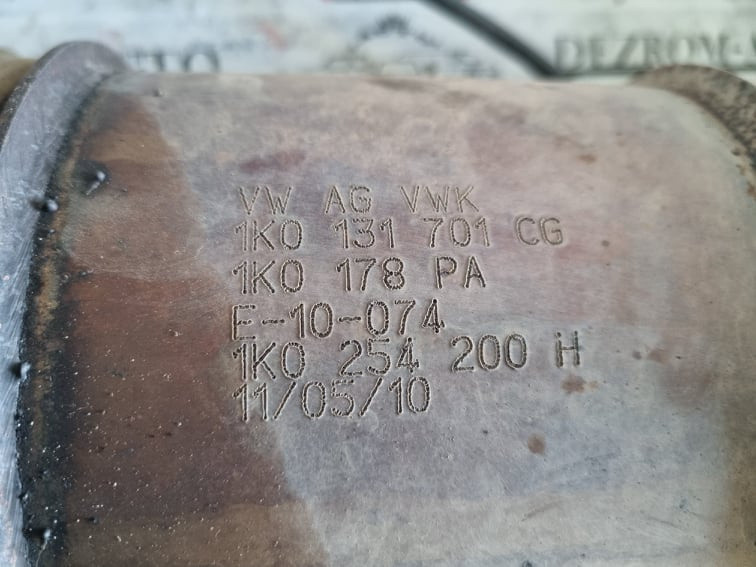 VW AG VWK
1K0 131 701 CG
1K0 178 PA
E-10-074
1K0 254 200 H
11/05/10